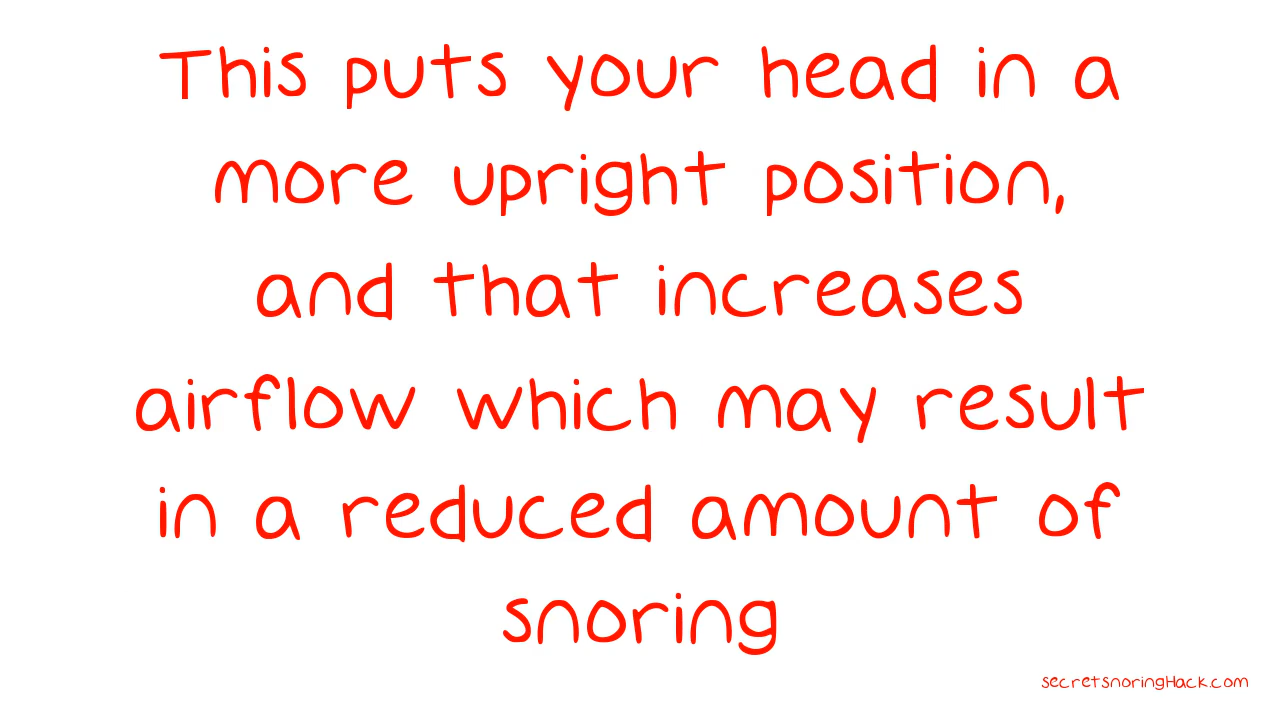 This puts your head in a
more upright position,
and that increases
airflow which may result
in a reduced amount of
snoring
secretsnoringHack.com